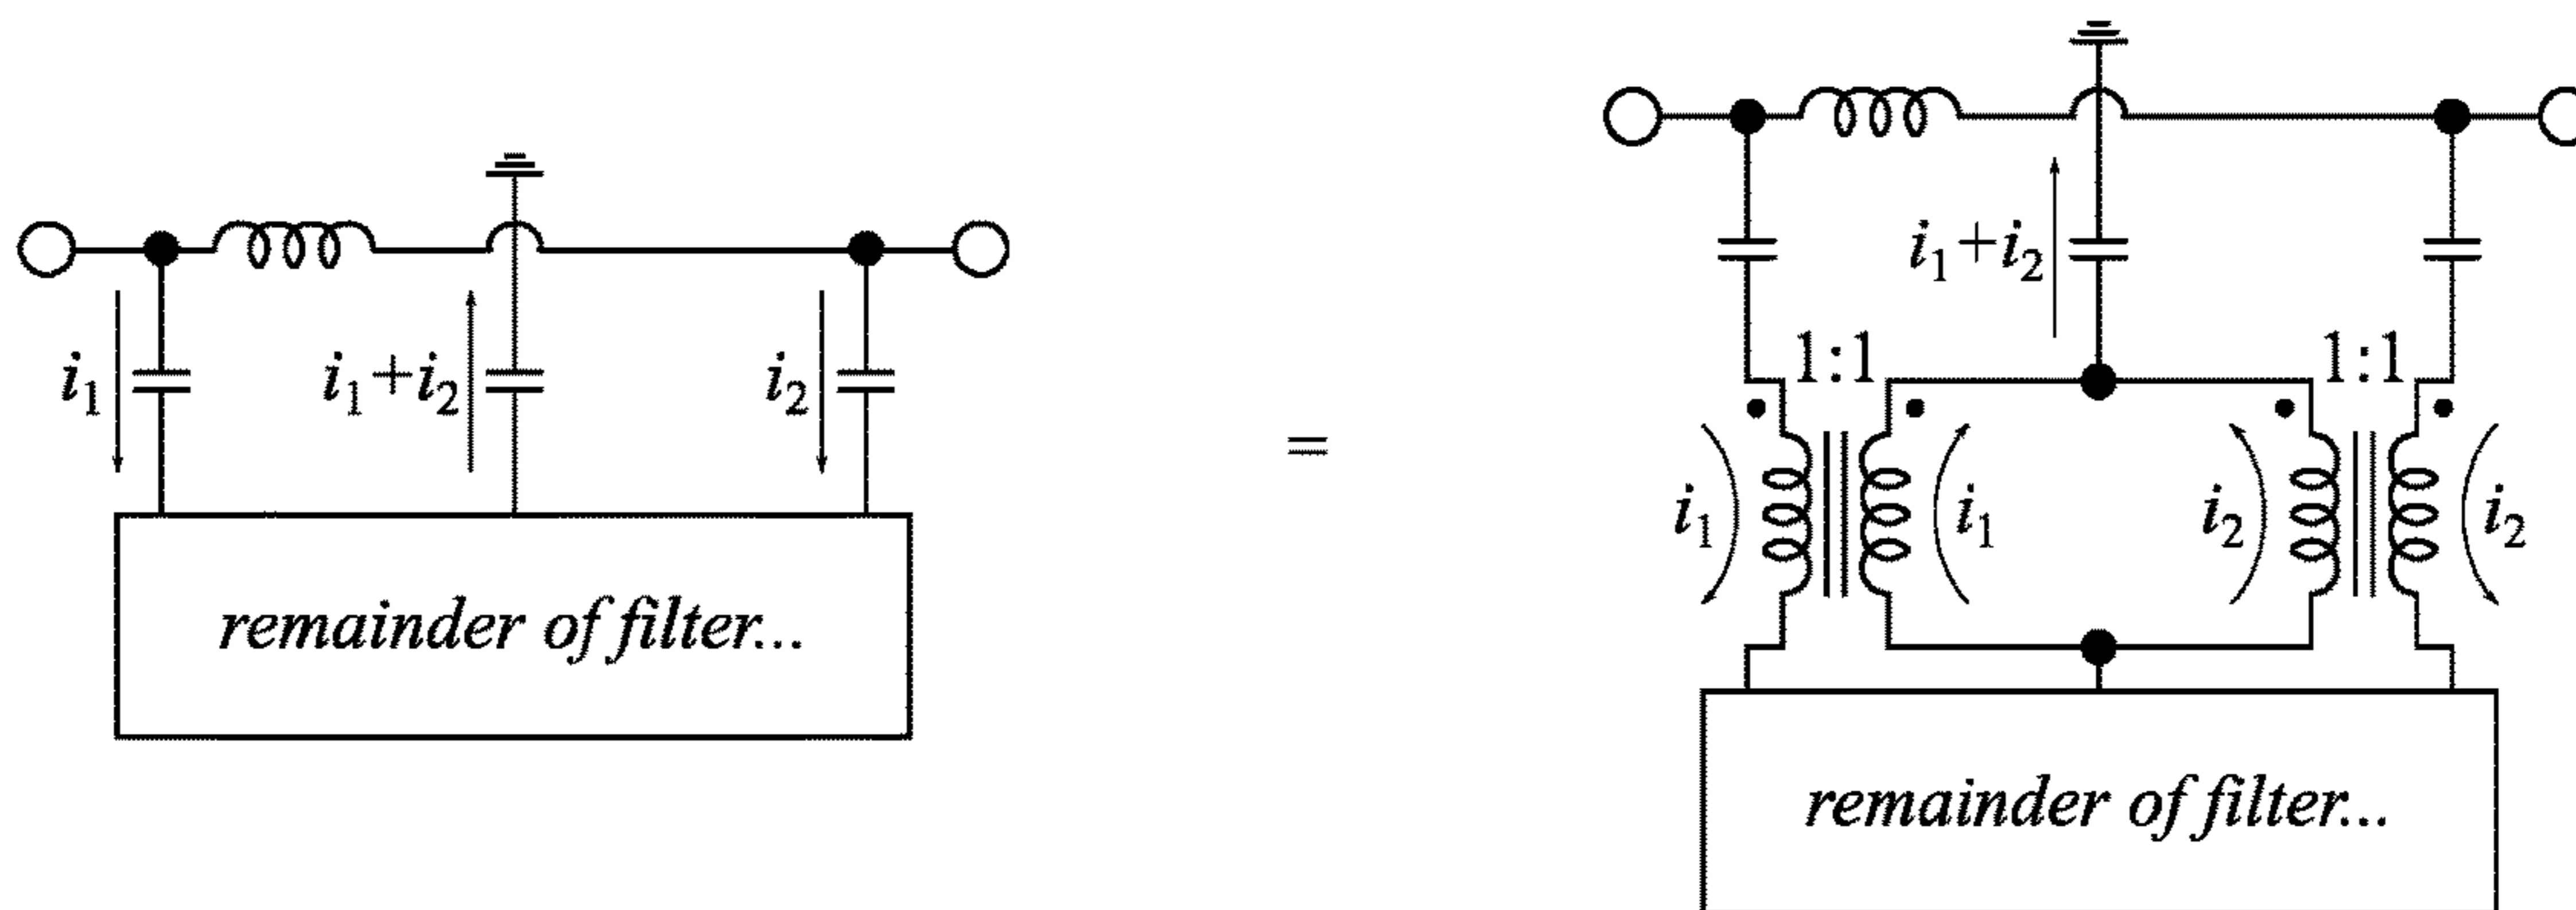 i₁ i₁+i₂ i₂
remainder of filter...
=
i₁+i₂
1:1 1:1
i₁ i₁ i₂ i₂
remainder of filter...